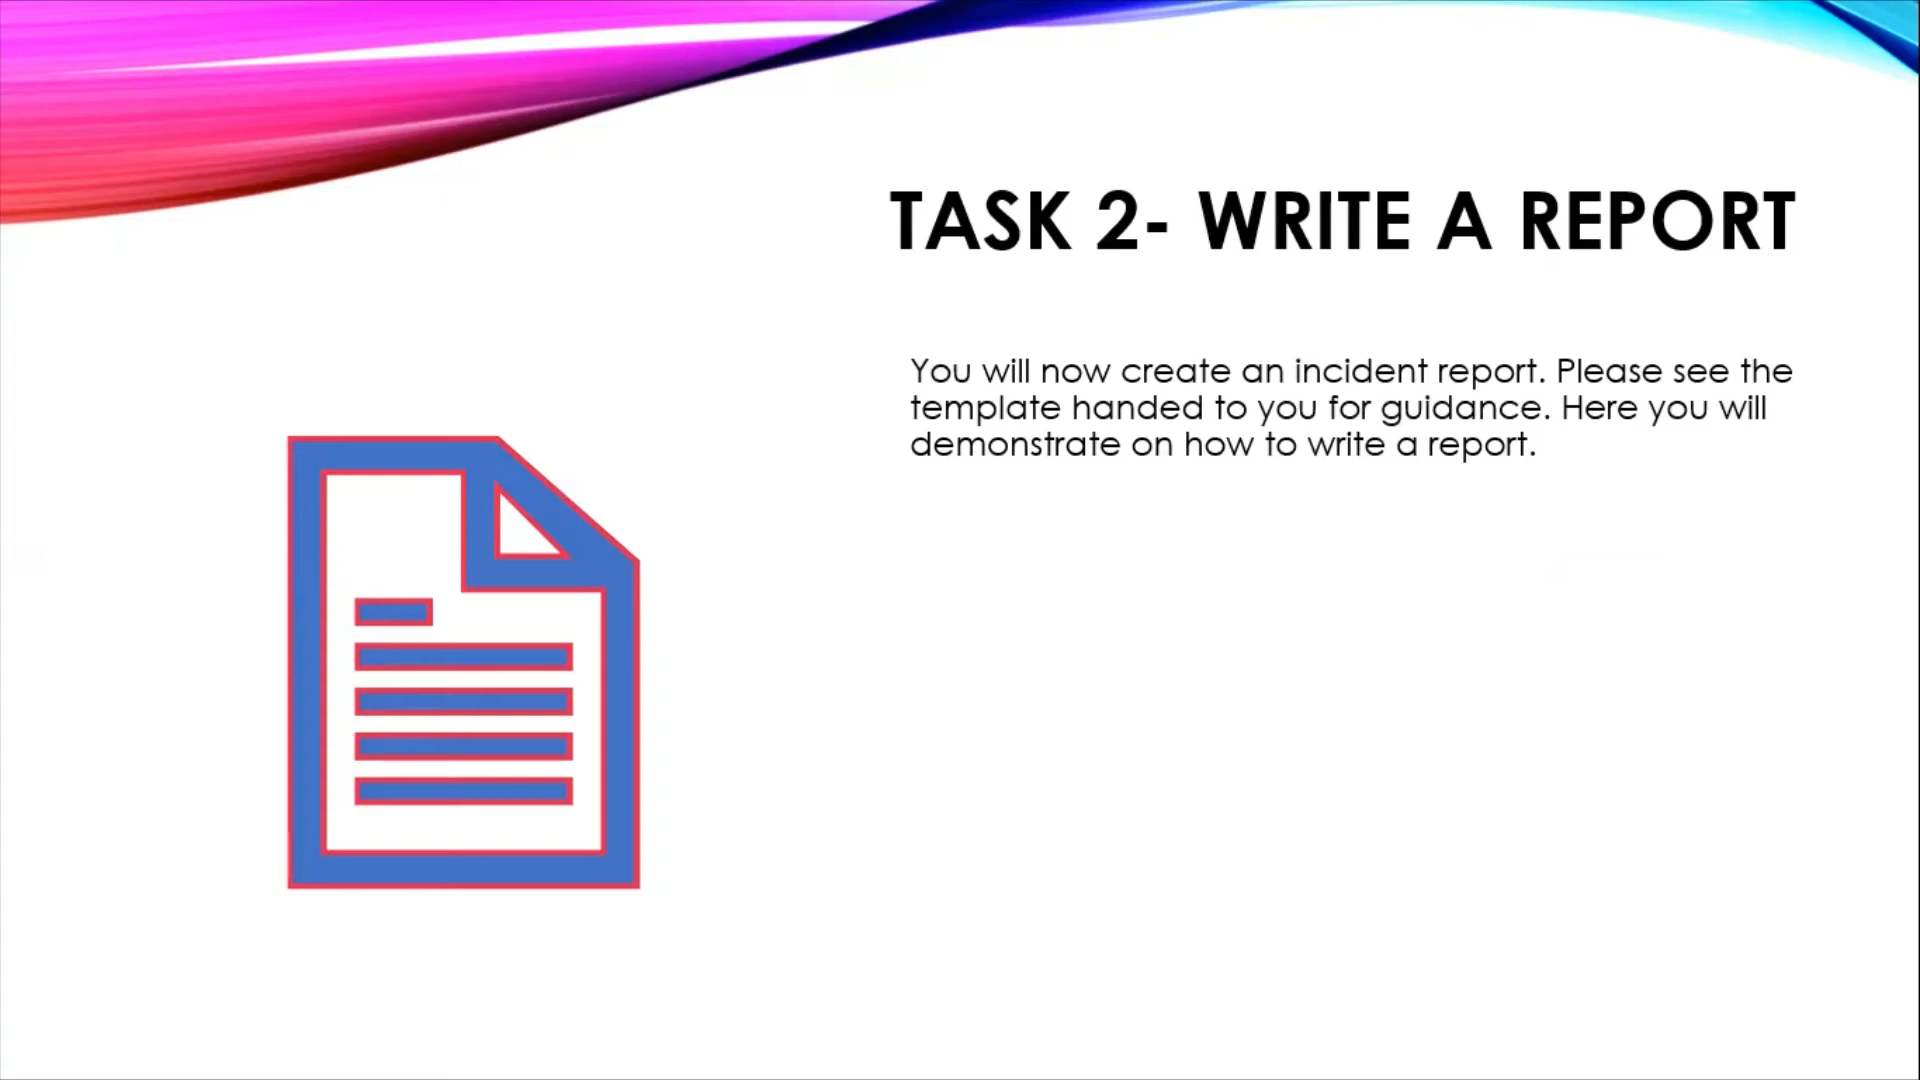 TASK 2- WRITE A REPORT
You will now create an incident report. Please see the
template handed to you for guidance. Here you will
demonstrate on how to write a report.